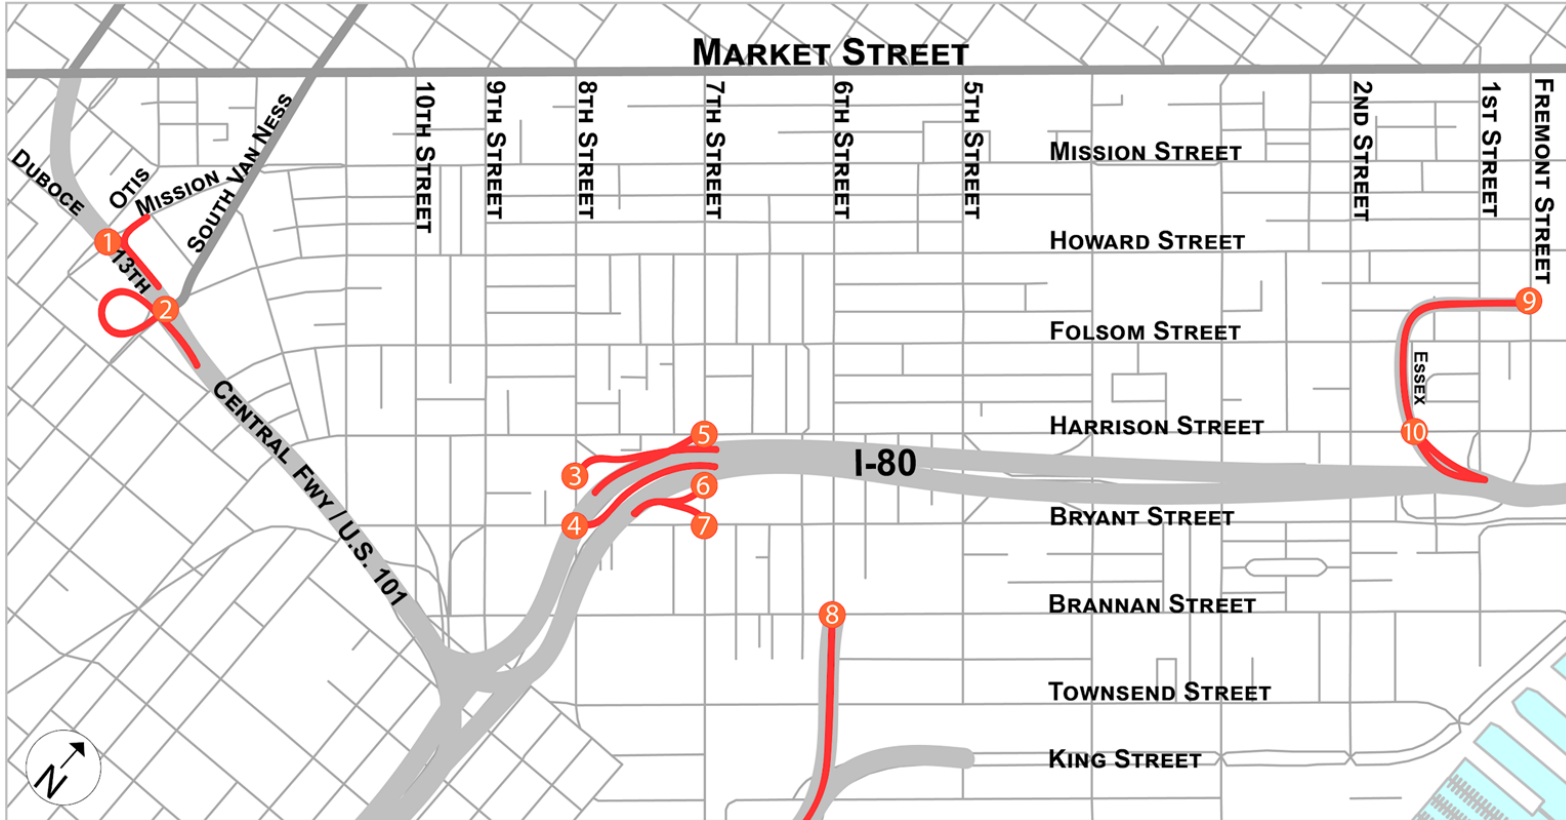 MARKET STREET
10TH STREET
9TH STREET
8TH STREET
7TH STREET
6TH STREET
5TH STREET
2ND STREET
1ST STREET
FREMONT STREET
DUBOCE
OTIS
MISSION
SOUTH VAN NESS
MISSION STREET
1
13TH
HOWARD STREET
2
9
FOLSOM STREET
ESSEX
CENTRAL FWY / U.S. 101
HARRISON STREET
10
5
I-80
3
6
4
7
BRYANT STREET
BRANNAN STREET
8
TOWNSEND STREET
KING STREET
N